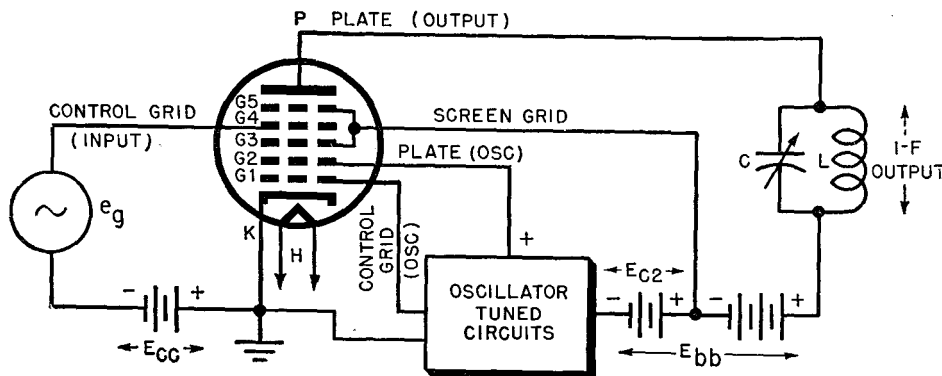 P PLATE (OUTPUT)
CONTROL GRID
(INPUT)
G5
G4
G3
G2
G1
SCREEN GRID
PLATE (OSC)
C
L
I-F
OUTPUT
eg
K
H
CONTROL
GRID
(OSC)
+
OSCILLATOR
TUNED
CIRCUITS
EC2
- +
- +
Ebb
- +
ECC